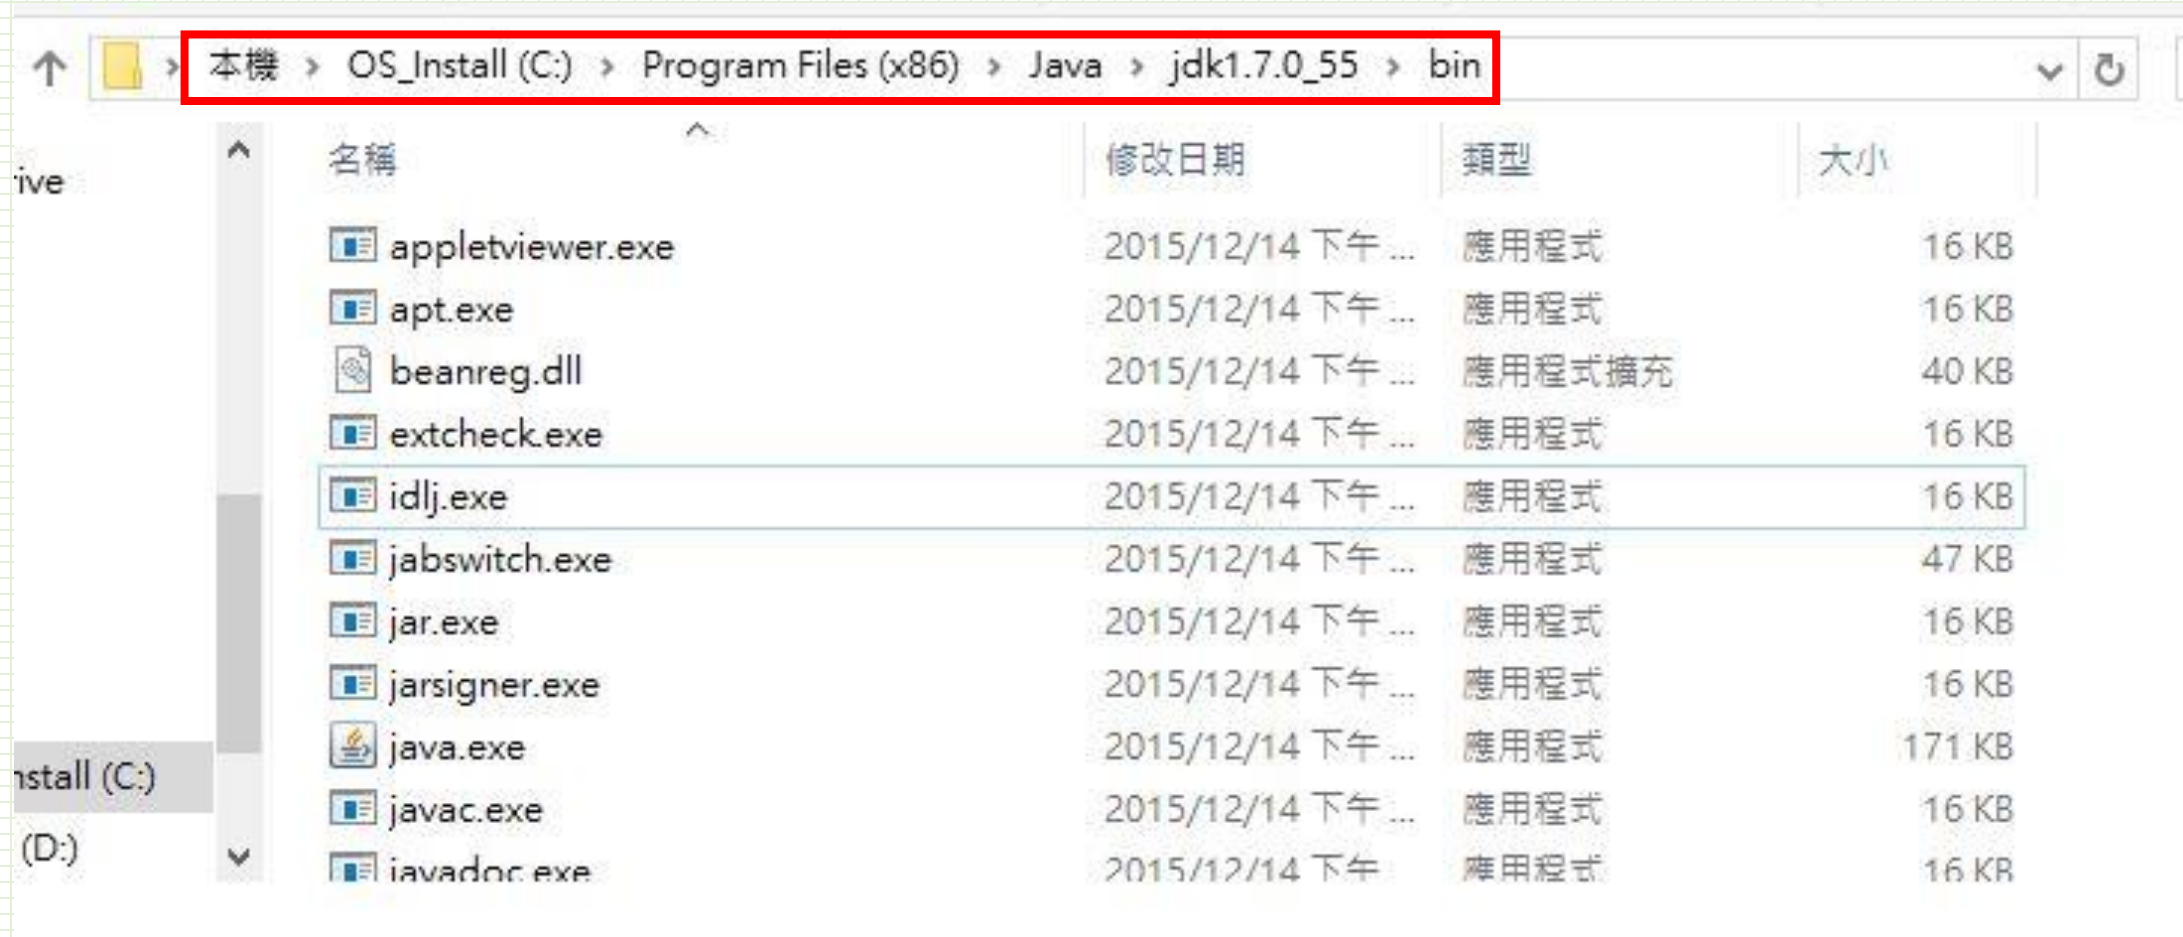 本機 > OS_Install (C:) > Program Files (x86) > Java > jdk1.7.0_55 > bin
名稱 修改日期 類型 大小
appletviewer.exe 2015/12/14 下午 ... 應用程式 16 KB
apt.exe 2015/12/14 下午 ... 應用程式 16 KB
beanreg.dll 2015/12/14 下午 ... 應用程式擴充 40 KB
extcheck.exe 2015/12/14 下午 ... 應用程式 16 KB
idlj.exe 2015/12/14 下午 ... 應用程式 16 KB
jabswitch.exe 2015/12/14 下午 ... 應用程式 47 KB
jar.exe 2015/12/14 下午 ... 應用程式 16 KB
jarsigner.exe 2015/12/14 下午 ... 應用程式 16 KB
java.exe 2015/12/14 下午 ... 應用程式 171 KB
javac.exe 2015/12/14 下午 ... 應用程式 16 KB
javadoc.exe 2015/12/14 下午 應用程式 16 KB
rive
nstall (C:)
(D:)